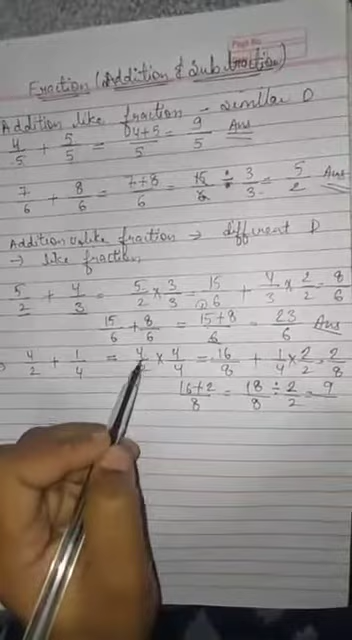 Page No.
Fraction (Addition & Subtraction)
Addition like fraction - similar D
4/5 + 5/5 = 4+5/5 = 9/5 Ans
7/6 + 8/6 = 7+8/6 = 15/6 ÷ 3/3 = 5/2 Ans
Addition unlike fraction → different D
→ like fraction
5/2 + 4/3 = 5/2 × 3/3 = 15/6 + 4/3 × 2/2 = 8/6
15/6 + 8/6 = 15+8/6 = 23/6 Ans
4/2 + 1/4 = 4/2 × 4/4 = 16/8 + 1/4 × 2/2 = 2/8
16+2/8 = 18/8 ÷ 2/2 = 9